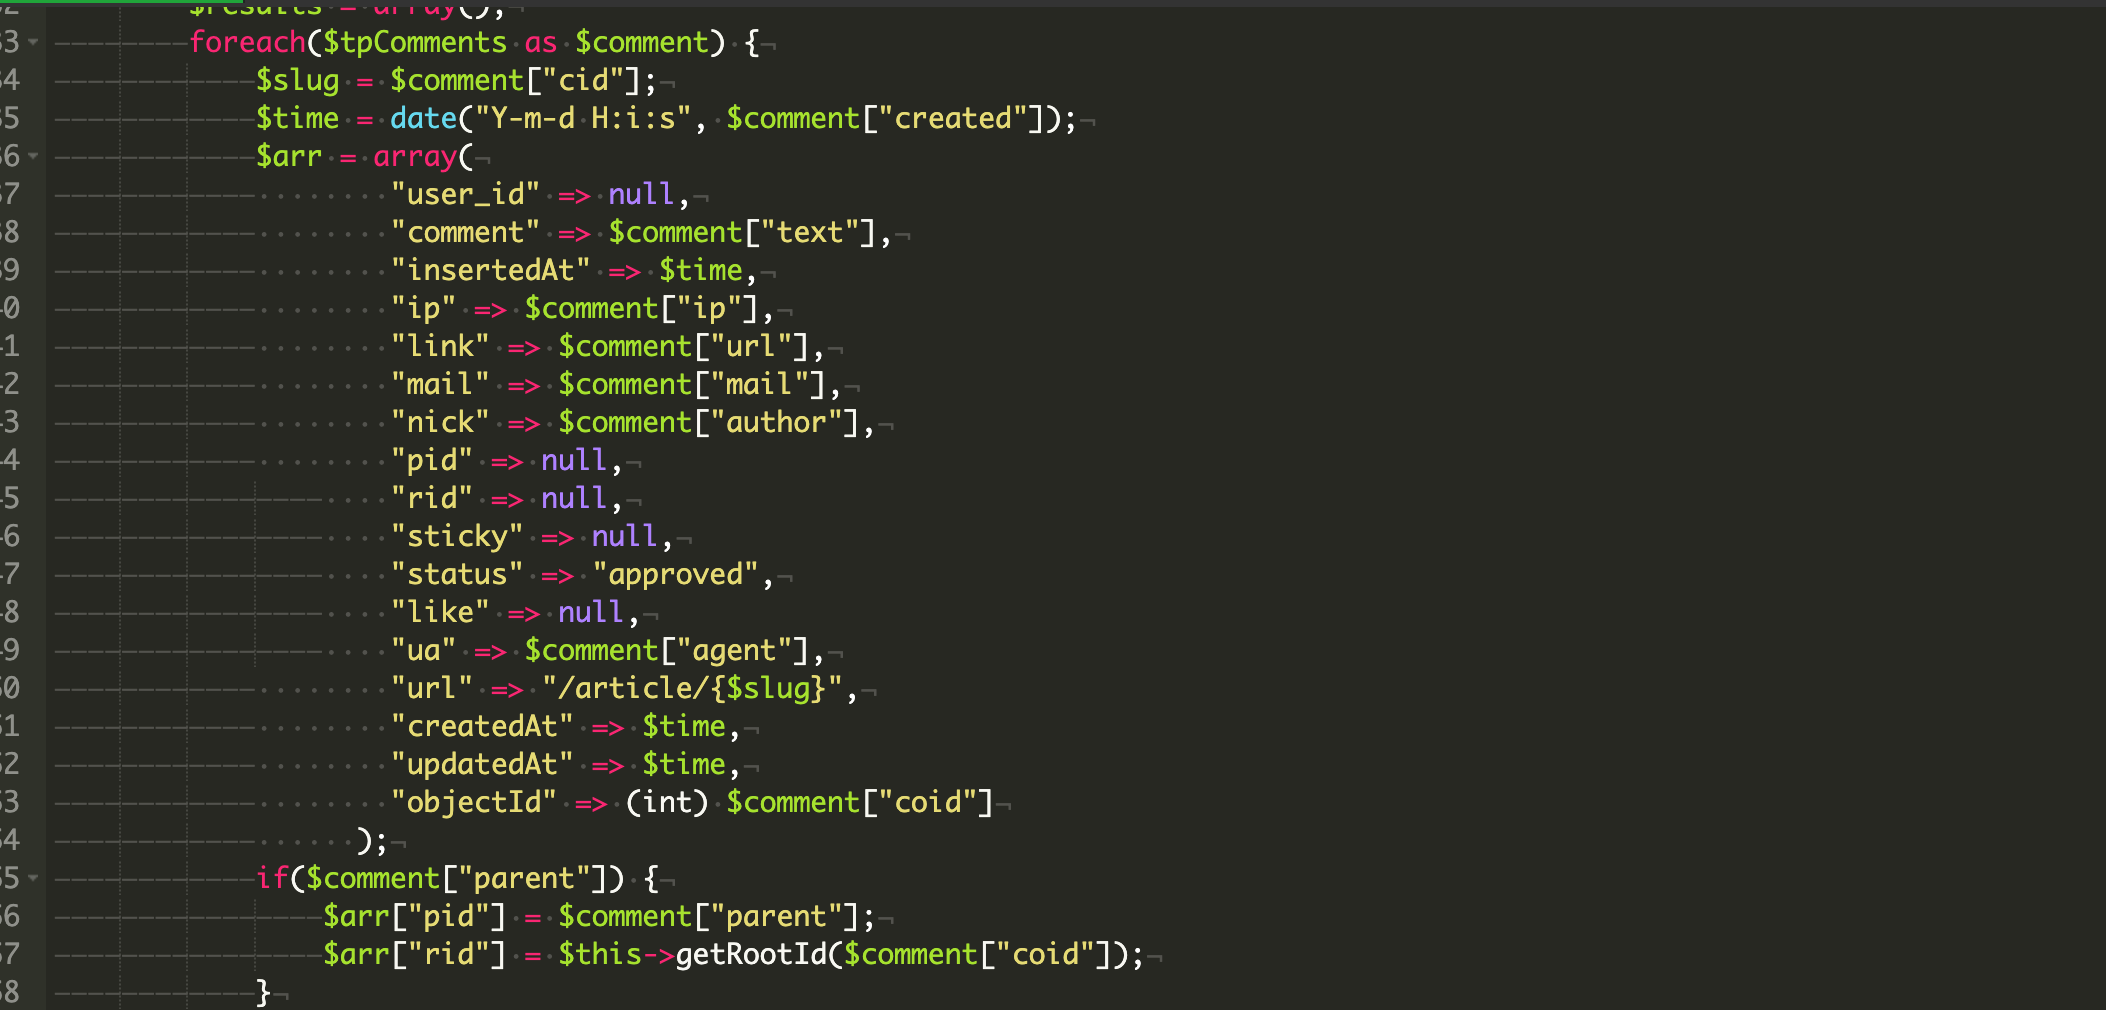 $results = array();
3 foreach($tpComments as $comment) {
4 $slug = $comment["cid"];
5 $time = date("Y-m-d H:i:s", $comment["created"]);
6 $arr = array(
7 "user_id" => null,
8 "comment" => $comment["text"],
9 "insertedAt" => $time,
0 "ip" => $comment["ip"],
1 "link" => $comment["url"],
2 "mail" => $comment["mail"],
3 "nick" => $comment["author"],
4 "pid" => null,
5 "rid" => null,
6 "sticky" => null,
7 "status" => "approved",
8 "like" => null,
9 "ua" => $comment["agent"],
0 "url" => "/article/{$slug}",
1 "createdAt" => $time,
2 "updatedAt" => $time,
3 "objectId" => (int) $comment["coid"]
4 );
5 if($comment["parent"]) {
6 $arr["pid"] = $comment["parent"];
7 $arr["rid"] = $this->getRootId($comment["coid"]);
8 }